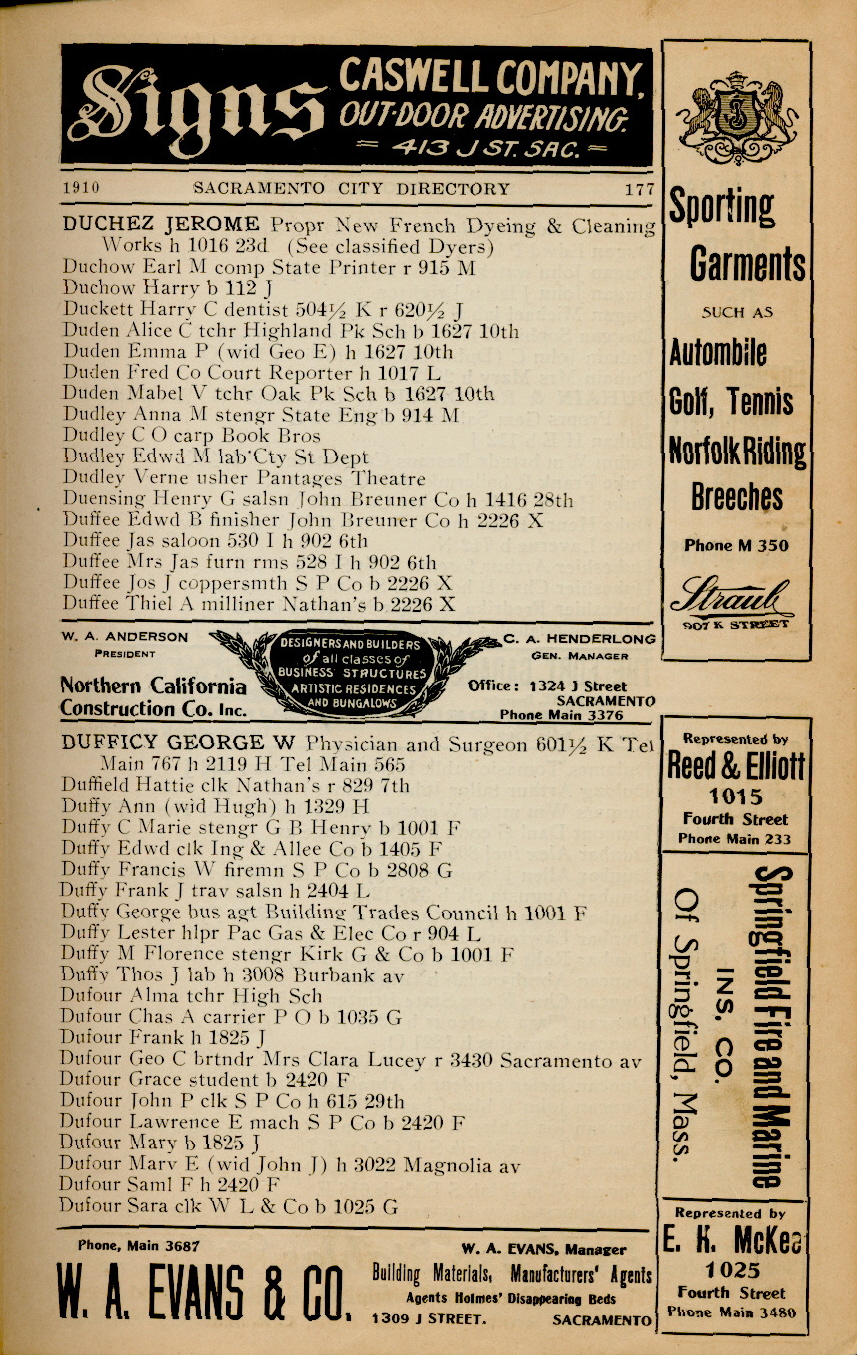 Signs
CASWELL COMPANY,
OUT-DOOR ADVERTISING.
= 413 J ST. SAC. =
1910 SACRAMENTO CITY DIRECTORY 177
DUCHEZ JEROME Propr New French Dyeing & Cleaning
Works h 1016 23d (See classified Dyers)
Duchow Earl M comp State Printer r 915 M
Duchow Harry b 112 J
Duckett Harry C dentist 504½ K r 620½ J
Duden Alice C tchr Highland Pk Sch b 1627 10th
Duden Emma P (wid Geo E) h 1627 10th
Duden Fred Co Court Reporter h 1017 L
Duden Mabel V tchr Oak Pk Sch b 1627 10th
Dudley Anna M stengr State Eng b 914 M
Dudley C O carp Book Bros
Dudley Edwd M lab Cty St Dept
Dudley Verne usher Pantages Theatre
Duensing Henry G salsn John Breuner Co h 1416 28th
Duffee Edwd B finisher John Breuner Co h 2226 X
Duffee Jas saloon 530 I h 902 6th
Duffee Mrs Jas furn rms 528 I h 902 6th
Duffee Jos J coppersmth S P Co b 2226 X
Duffee Thiel A milliner Nathan's b 2226 X
W. A. ANDERSON
PRESIDENT
Northern California
Construction Co. Inc.
DESIGNERS AND BUILDERS
of all classes of
BUSINESS STRUCTURES
ARTISTIC RESIDENCES
AND BUNGALOWS
C. A. HENDERLONG
GEN. MANAGER
Office: 1324 J Street
SACRAMENTO
Phone Main 3376
DUFFICY GEORGE W Physician and Surgeon 601½ K Tel
Main 767 h 2119 H Tel Main 565
Duffield Hattie clk Nathan's r 829 7th
Duffy Ann (wid Hugh) h 1329 H
Duffy C Marie stengr G B Henry b 1001 F
Duffy Edwd clk Ing & Allee Co b 1405 F
Duffy Francis W firemn S P Co b 2808 G
Duffy Frank J trav salsn h 2404 L
Duffy George bus agt Building Trades Council h 1001 F
Duffy Lester hlpr Pac Gas & Elec Co r 904 L
Duffy M Florence stengr Kirk G & Co b 1001 F
Duffy Thos J lab h 3008 Burbank av
Dufour Alma tchr High Sch
Dufour Chas A carrier P O b 1035 G
Dufour Frank h 1825 J
Dufour Geo C brtndr Mrs Clara Lucey r 3430 Sacramento av
Dufour Grace student b 2420 F
Dufour John P clk S P Co h 615 29th
Dufour Lawrence E mach S P Co b 2420 F
Dufour Mary b 1825 J
Dufour Mary E (wid John J) h 3022 Magnolia av
Dufour Saml F h 2420 F
Dufour Sara clk W L & Co b 1025 G
Phone, Main 3687
W. A. EVANS & CO.
W. A. EVANS, Manager
Building Materials, Manufacturers' Agents
Agents Holmes' Disappearing Beds
1309 J STREET. SACRAMENTO
Sporting
Garments
SUCH AS
Autombile
Golf, Tennis
Norfolk Riding
Breeches
Phone M 350
Straub
907 K STREET
Represented by
Reed & Elliott
1015
Fourth Street
Phone Main 233
Springfield Fire and Marine
INS. CO.
Of Springfield, Mass.
Represented by
E. K. McKee
1025
Fourth Street
Phone Main 3480